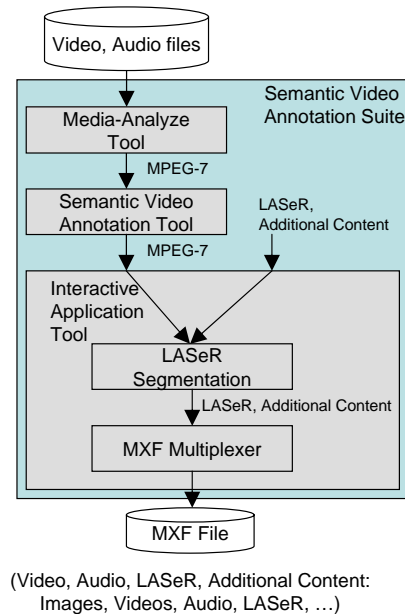 Video, Audio files
Semantic Video
Annotation Suite
Media-Analyze
Tool
MPEG-7
Semantic Video
Annotation Tool
LASeR,
Additional Content
MPEG-7
Interactive
Application
Tool
LASeR
Segmentation
LASeR, Additional Content
MXF Multiplexer
MXF File
(Video, Audio, LASeR, Additional Content:
Images, Videos, Audio, LASeR, …)